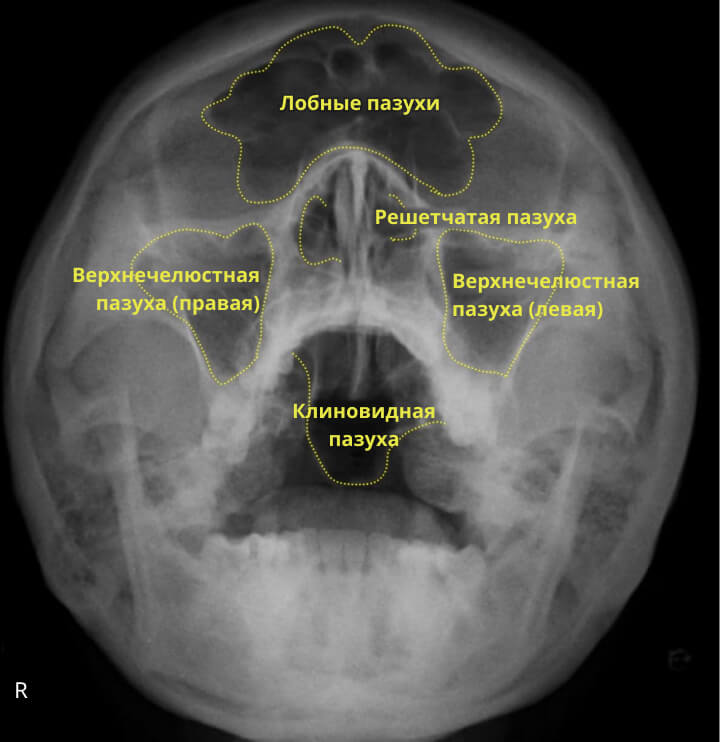 Лобные пазухи
Решетчатая пазуха
Верхнечелюстная
пазуха (правая)
Верхнечелюстная
пазуха (левая)
Клиновидная
пазуха
R